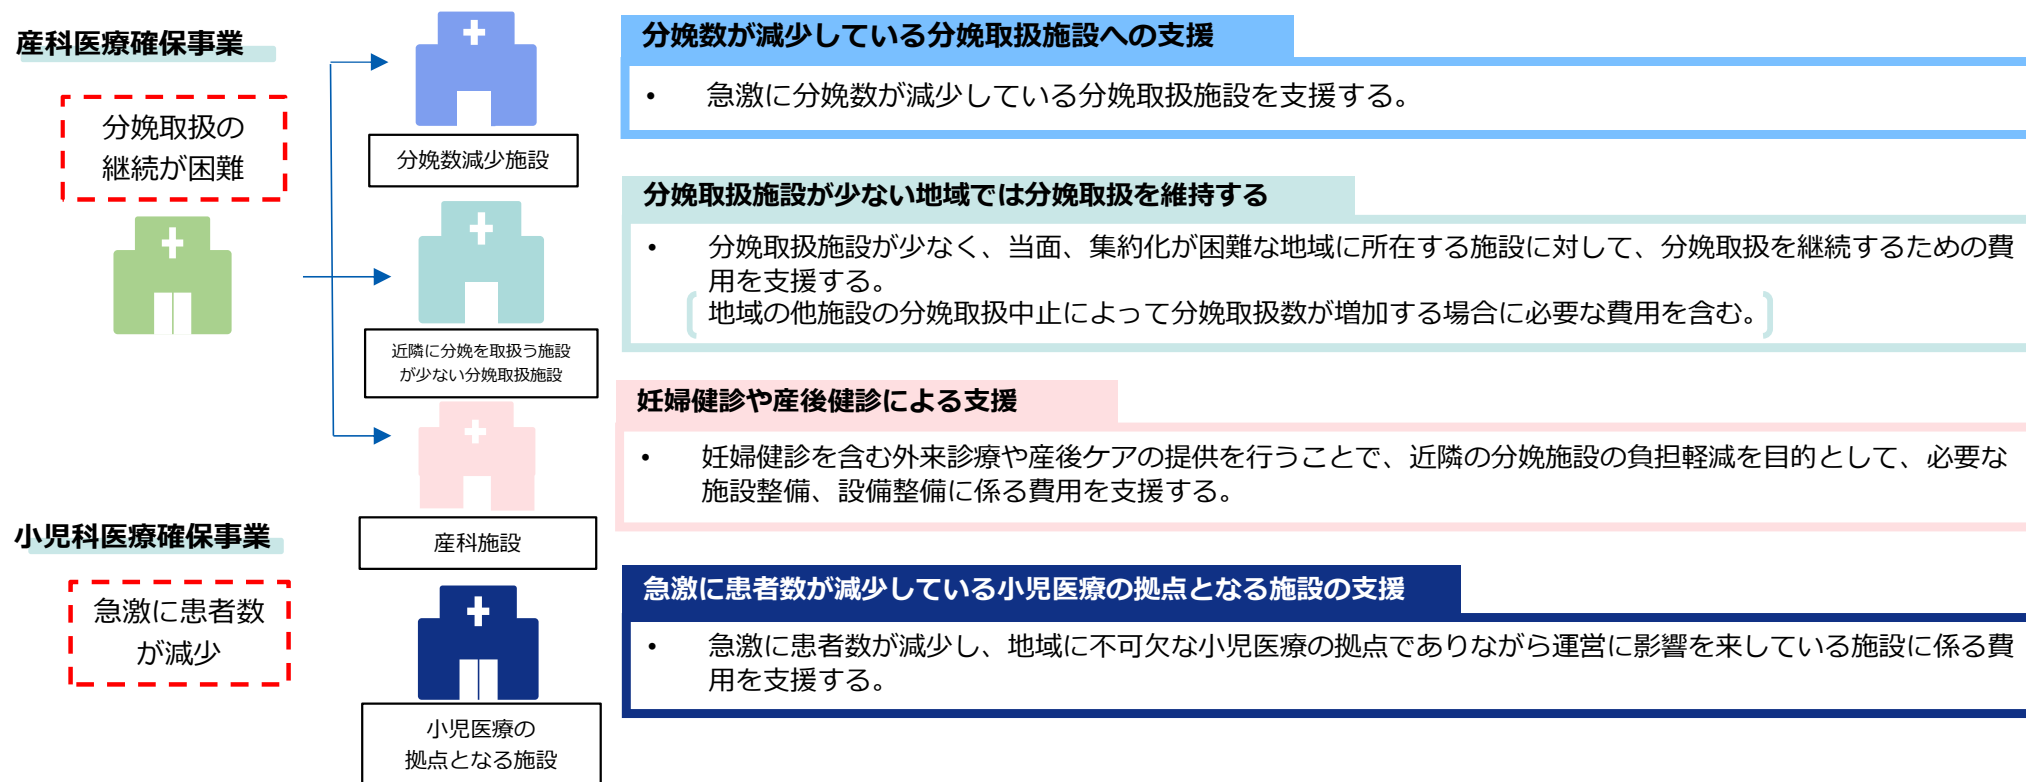 産科医療確保事業
分娩取扱の
継続が困難
分娩数減少施設
分娩数が減少している分娩取扱施設への支援
• 急激に分娩数が減少している分娩取扱施設を支援する。
近隣に分娩を取扱う施設
が少ない分娩取扱施設
分娩取扱施設が少ない地域では分娩取扱を維持する
• 分娩取扱施設が少なく、当面、集約化が困難な地域に所在する施設に対して、分娩取扱を継続するための費
用を支援する。
地域の他施設の分娩取扱中止によって分娩取扱数が増加する場合に必要な費用を含む。
産科施設
妊婦健診や産後健診による支援
• 妊婦健診を含む外来診療や産後ケアの提供を行うことで、近隣の分娩施設の負担軽減を目的として、必要な
施設整備、設備整備に係る費用を支援する。
小児科医療確保事業
急激に患者数
が減少
小児医療の
拠点となる施設
急激に患者数が減少している小児医療の拠点となる施設の支援
• 急激に患者数が減少し、地域に不可欠な小児医療の拠点でありながら運営に影響を来している施設に係る費
用を支援する。